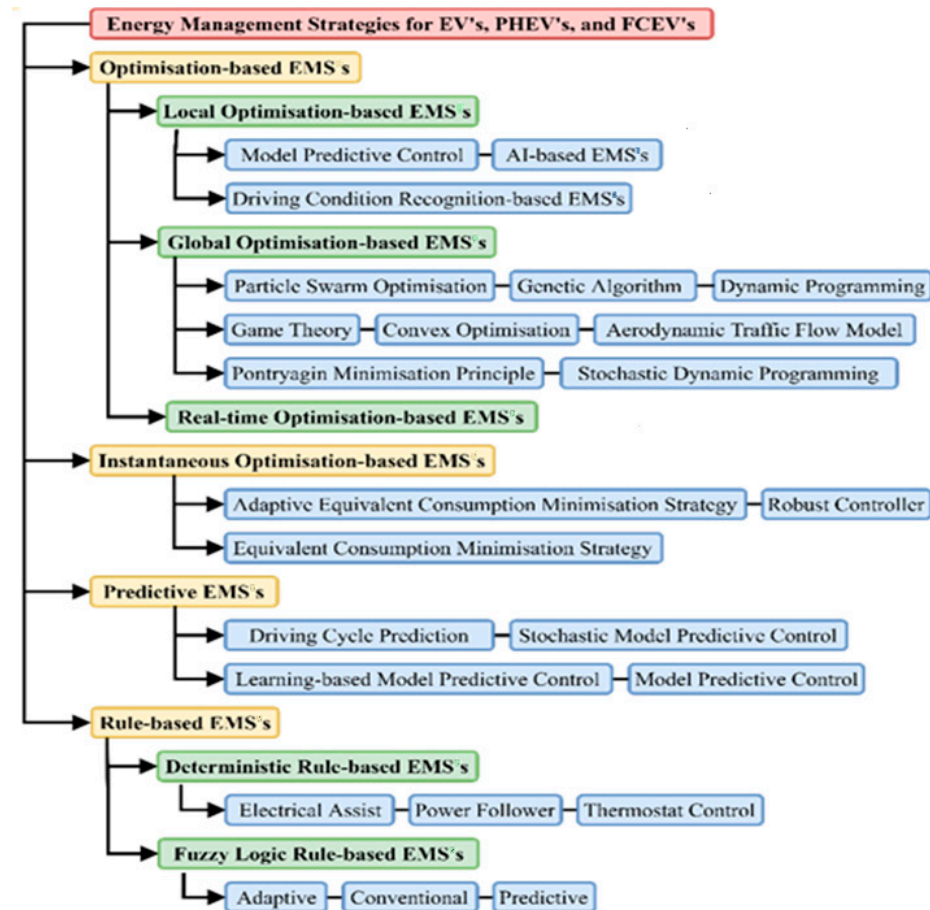 Energy Management Strategies for EV's, PHEV's, and FCEV's
Optimisation-based EMS's
Local Optimisation-based EMS's
Model Predictive Control AI-based EMS's
Driving Condition Recognition-based EMS's
Global Optimisation-based EMS's
Particle Swarm Optimisation Genetic Algorithm Dynamic Programming
Game Theory Convex Optimisation Aerodynamic Traffic Flow Model
Pontryagin Minimisation Principle Stochastic Dynamic Programming
Real-time Optimisation-based EMS's
Instantaneous Optimisation-based EMS's
Adaptive Equivalent Consumption Minimisation Strategy Robust Controller
Equivalent Consumption Minimisation Strategy
Predictive EMS's
Driving Cycle Prediction Stochastic Model Predictive Control
Learning-based Model Predictive Control Model Predictive Control
Rule-based EMS's
Deterministic Rule-based EMS's
Electrical Assist Power Follower Thermostat Control
Fuzzy Logic Rule-based EMS's
Adaptive Conventional Predictive